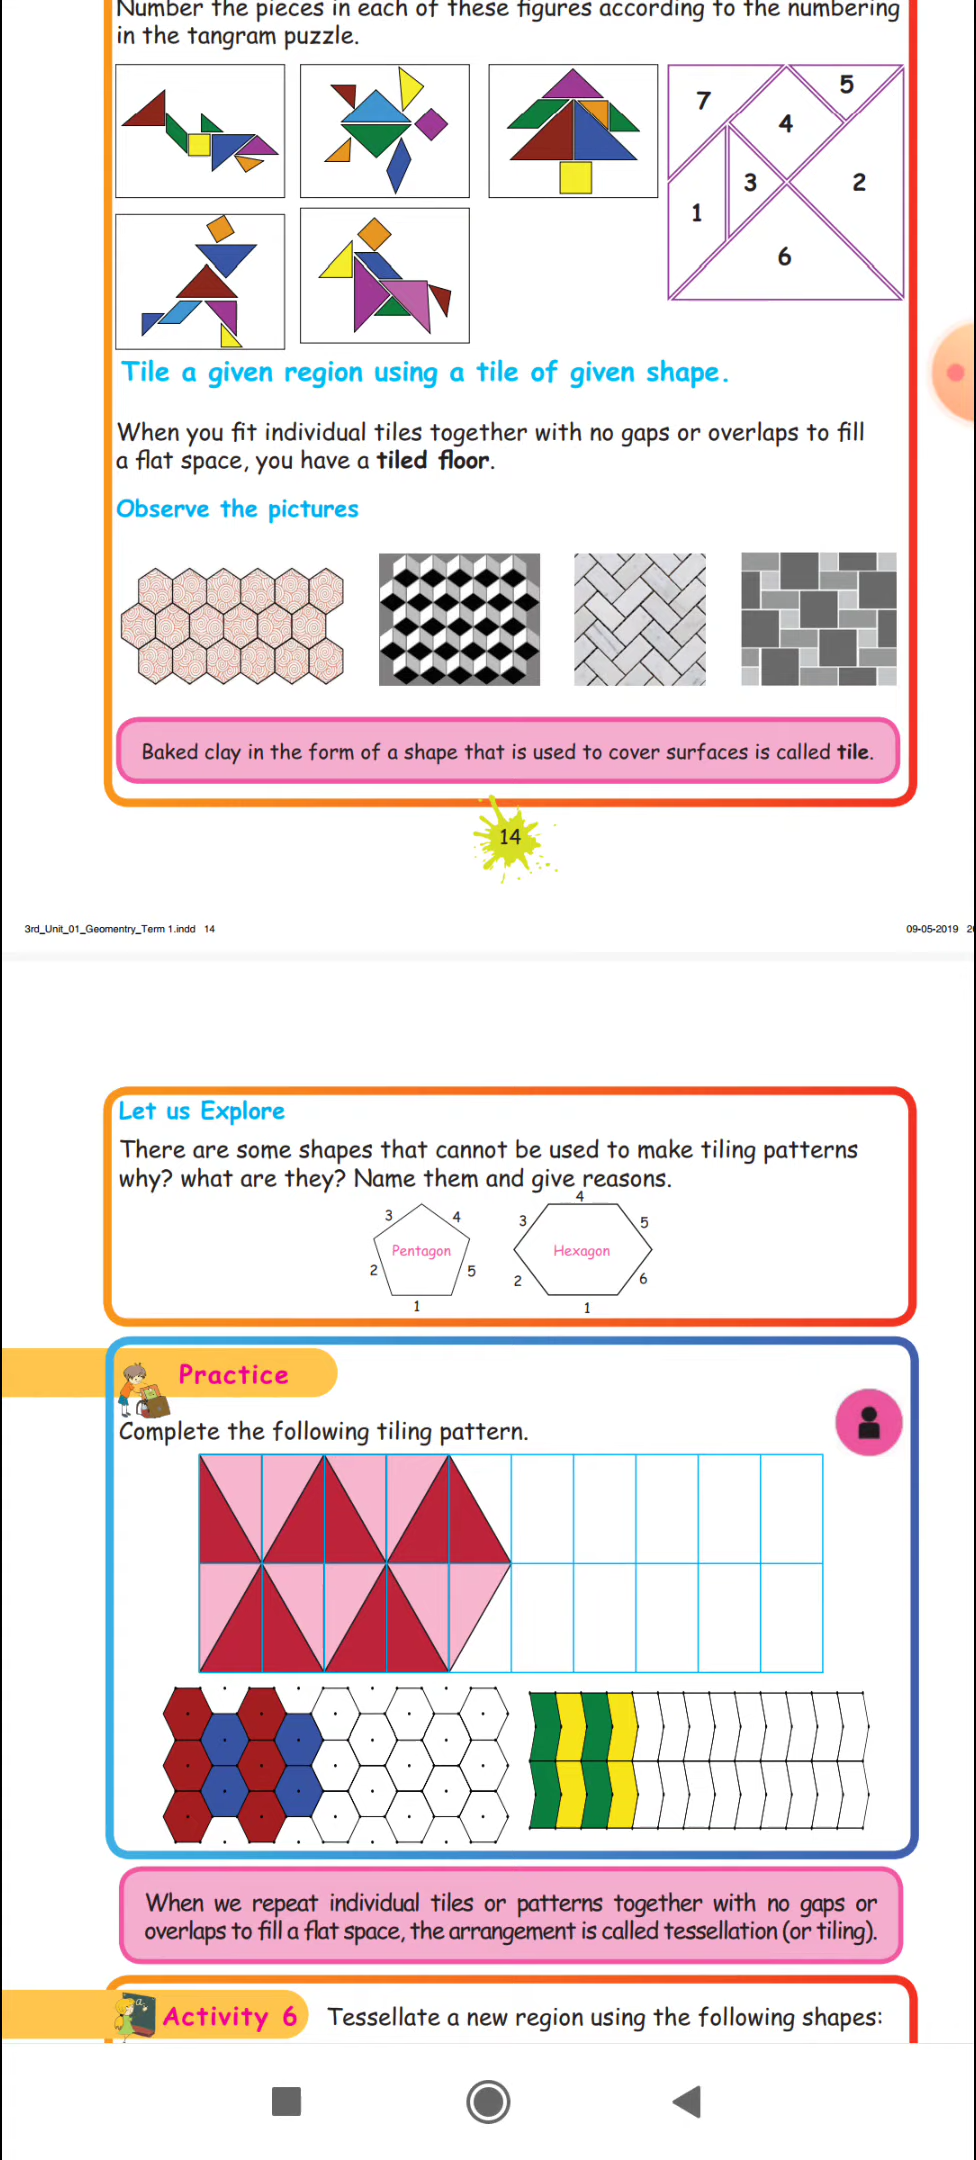 Number the pieces in each of these figures according to the numbering
in the tangram puzzle.
7
5
4
3
2
1
6
Tile a given region using a tile of given shape.
When you fit individual tiles together with no gaps or overlaps to fill
a flat space, you have a tiled floor.
Observe the pictures
Baked clay in the form of a shape that is used to cover surfaces is called tile.
14
3rd_Unit_01_Geomentry_Term 1.indd 14
09-05-2019
Let us Explore
There are some shapes that cannot be used to make tiling patterns
why? what are they? Name them and give reasons.
3 4
Pentagon
2 5
1
4
3 5
Hexagon
2 6
1
Practice
Complete the following tiling pattern.
When we repeat individual tiles or patterns together with no gaps or
overlaps to fill a flat space, the arrangement is called tessellation (or tiling).
Activity 6 Tessellate a new region using the following shapes: